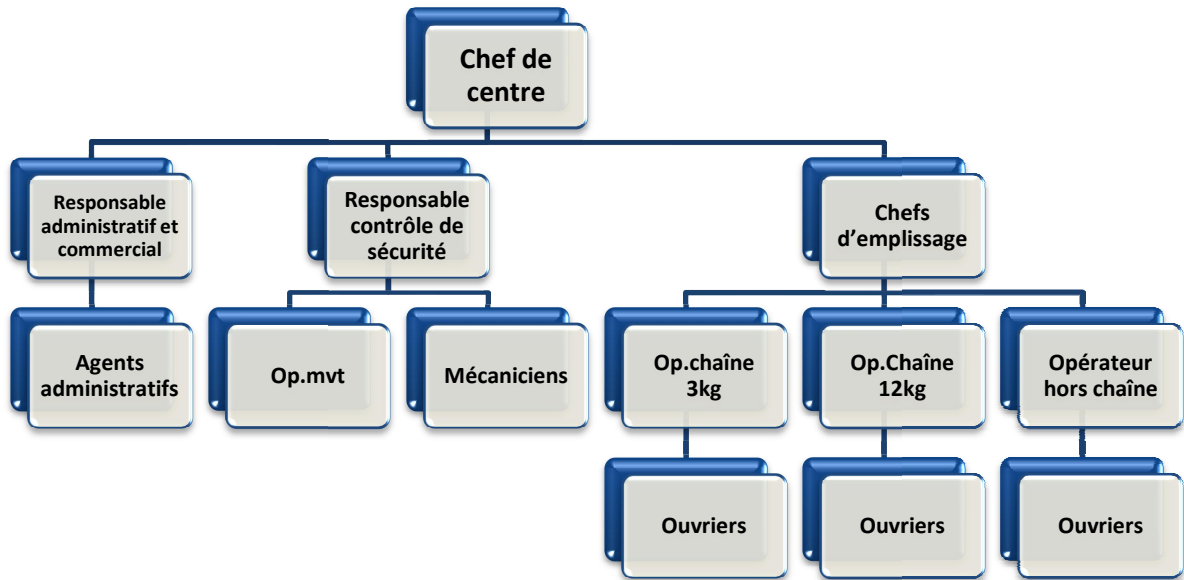 Chef de
centre
Responsable
administratif et
commercial
Responsable
contrôle de
sécurité
Chefs
d’emplissage
Agents
administratifs
Op.mvt
Mécaniciens
Op.chaîne
3kg
Op.Chaîne
12kg
Opérateur
hors chaîne
Ouvriers
Ouvriers
Ouvriers